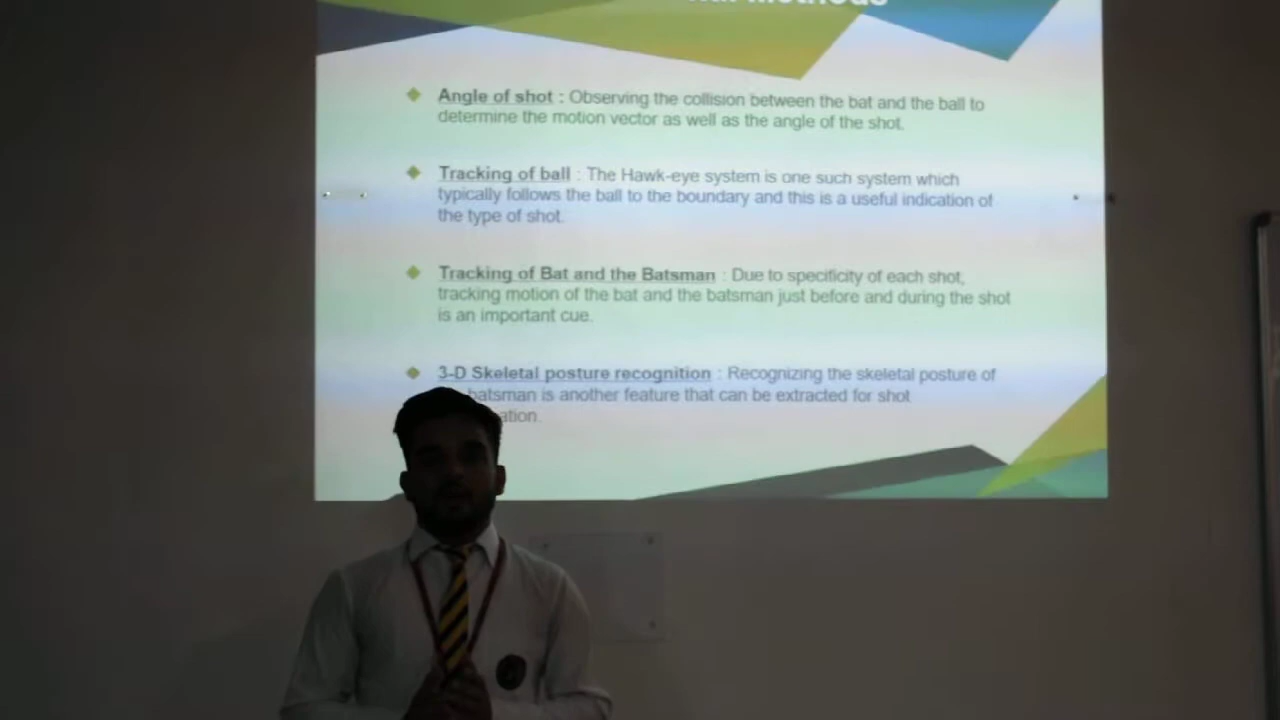 Methods
Angle of shot : Observing the collision between the bat and the ball to
determine the motion vector as well as the angle of the shot.
Tracking of ball : The Hawk-eye system is one such system which
typically follows the ball to the boundary and this is a useful indication of
the type of shot.
Tracking of Bat and the Batsman : Due to specificity of each shot,
tracking motion of the bat and the batsman just before and during the shot
is an important cue.
3-D Skeletal posture recognition : Recognizing the skeletal posture of
batsman is another feature that can be extracted for shot
ation.